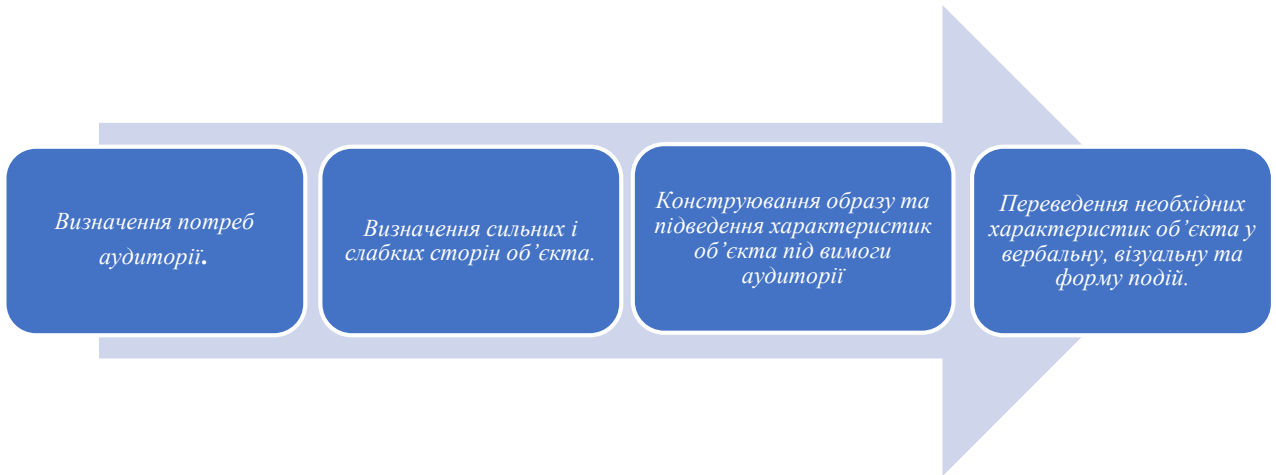 Визначення потреб
аудиторії.
Визначення сильних і
слабких сторін об’єкта.
Конструювання образу та
підведення характеристик
об’єкта під вимоги
аудиторії
Переведення необхідних
характеристик об’єкта у
вербальну, візуальну та
форму подій.